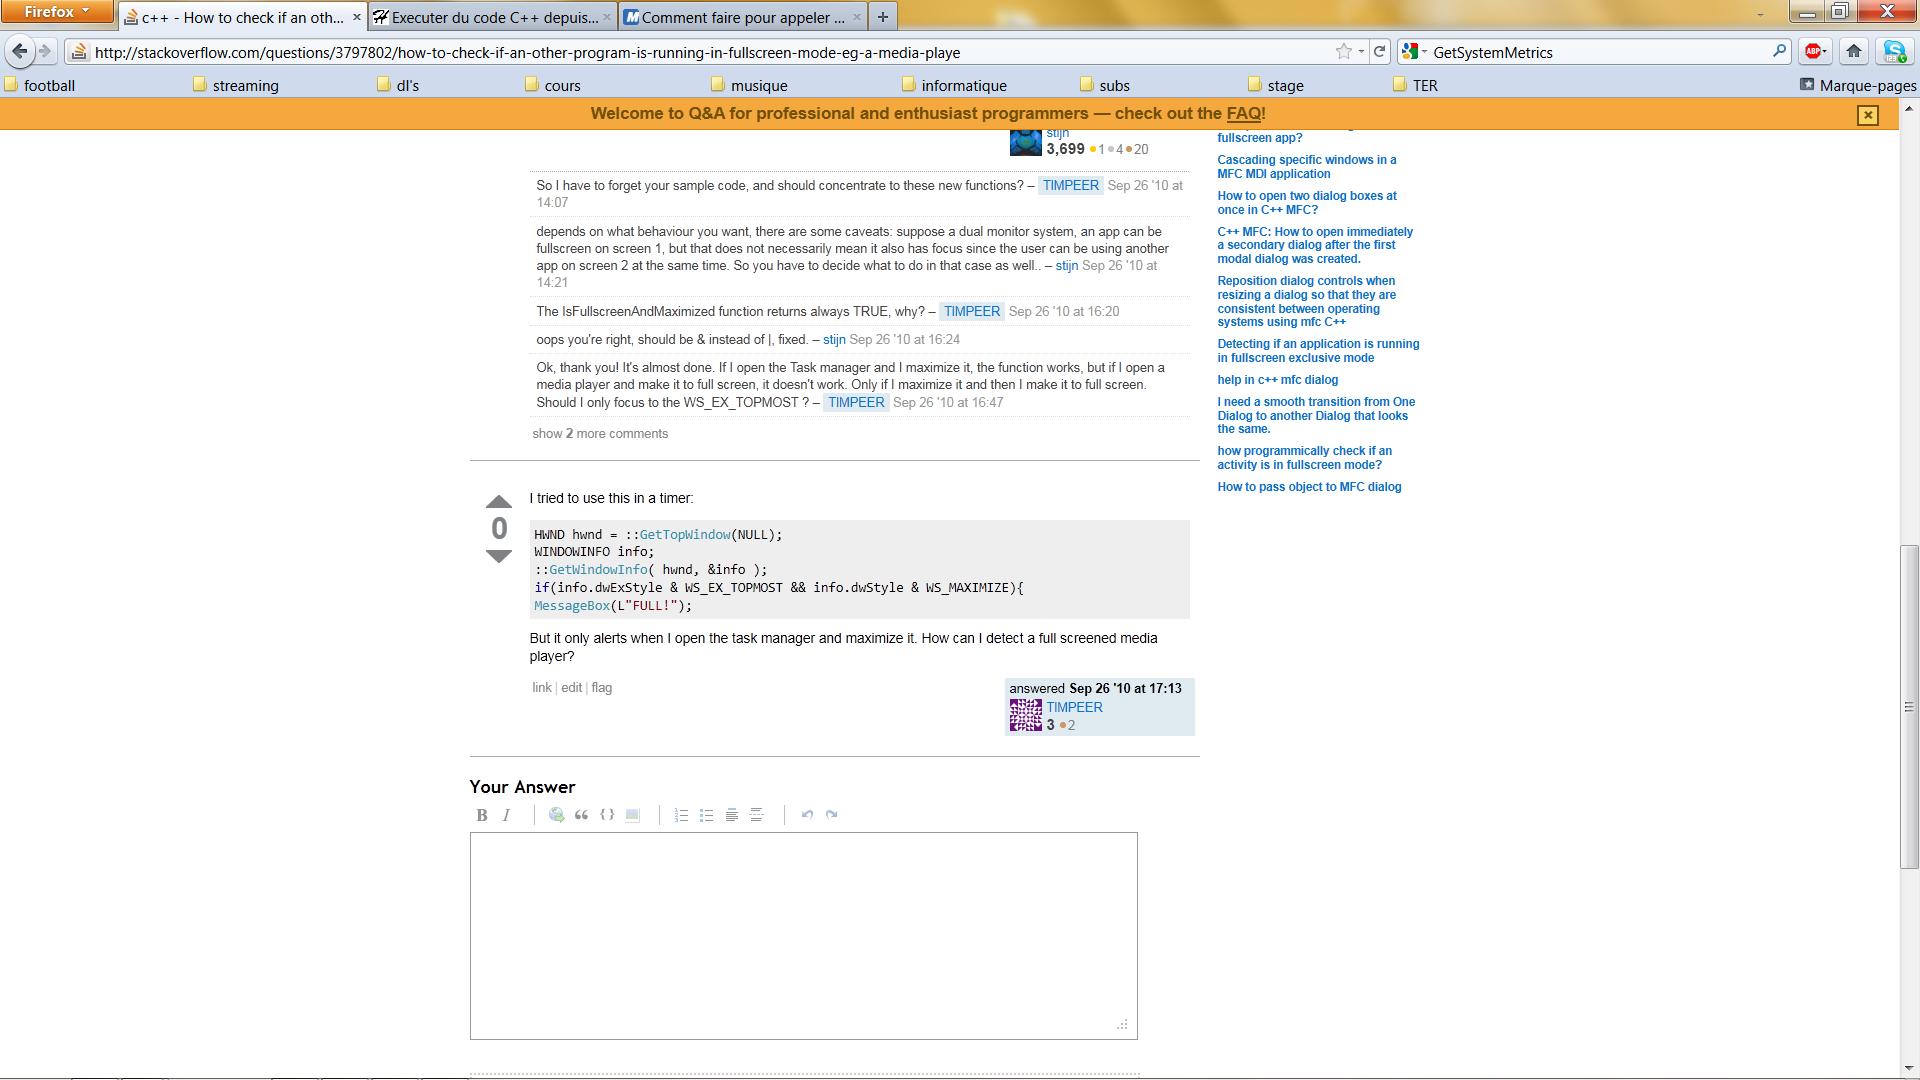 Firefox
c++ - How to check if an oth...
Executer du code C++ depuis...
Comment faire pour appeler ...
http://stackoverflow.com/questions/3797802/how-to-check-if-an-other-program-is-running-in-fullscreen-mode-eg-a-media-playe
GetSystemMetrics
ABP
football
streaming
dl's
cours
musique
informatique
subs
stage
TER
Marque-pages
Welcome to Q&A for professional and enthusiast programmers — check out the FAQ!
stijn
3,699 1 4 20
So I have to forget your sample code, and should concentrate to these new functions? – TIMPEER Sep 26 '10 at
14:07
depends on what behaviour you want, there are some caveats: suppose a dual monitor system, an app can be
fullscreen on screen 1, but that does not necessarily mean it also has focus since the user can be using another
app on screen 2 at the same time. So you have to decide what to do in that case as well.. – stijn Sep 26 '10 at
14:21
The IsFullscreenAndMaximized function returns always TRUE, why? – TIMPEER Sep 26 '10 at 16:20
oops you're right, should be & instead of |, fixed. – stijn Sep 26 '10 at 16:24
Ok, thank you! It's almost done. If I open the Task manager and I maximize it, the function works, but if I open a
media player and make it to full screen, it doesn't work. Only if I maximize it and then I make it to full screen.
Should I only focus to the WS_EX_TOPMOST ? – TIMPEER Sep 26 '10 at 16:47
show 2 more comments
0
I tried to use this in a timer:
HWND hwnd = ::GetTopWindow(NULL);
WINDOWINFO info;
::GetWindowInfo( hwnd, &info );
if(info.dwExStyle & WS_EX_TOPMOST && info.dwStyle & WS_MAXIMIZE){
MessageBox(L"FULL!");
But it only alerts when I open the task manager and maximize it. How can I detect a full screened media
player?
link | edit | flag
answered Sep 26 '10 at 17:13
TIMPEER
3 2
Your Answer
B I
fullscreen app?
Cascading specific windows in a
MFC MDI application
How to open two dialog boxes at
once in C++ MFC?
C++ MFC: How to open immediately
a secondary dialog after the first
modal dialog was created.
Reposition dialog controls when
resizing a dialog so that they are
consistent between operating
systems using mfc C++
Detecting if an application is running
in fullscreen exclusive mode
help in c++ mfc dialog
I need a smooth transition from One
Dialog to another Dialog that looks
the same.
how programmically check if an
activity is in fullscreen mode?
How to pass object to MFC dialog